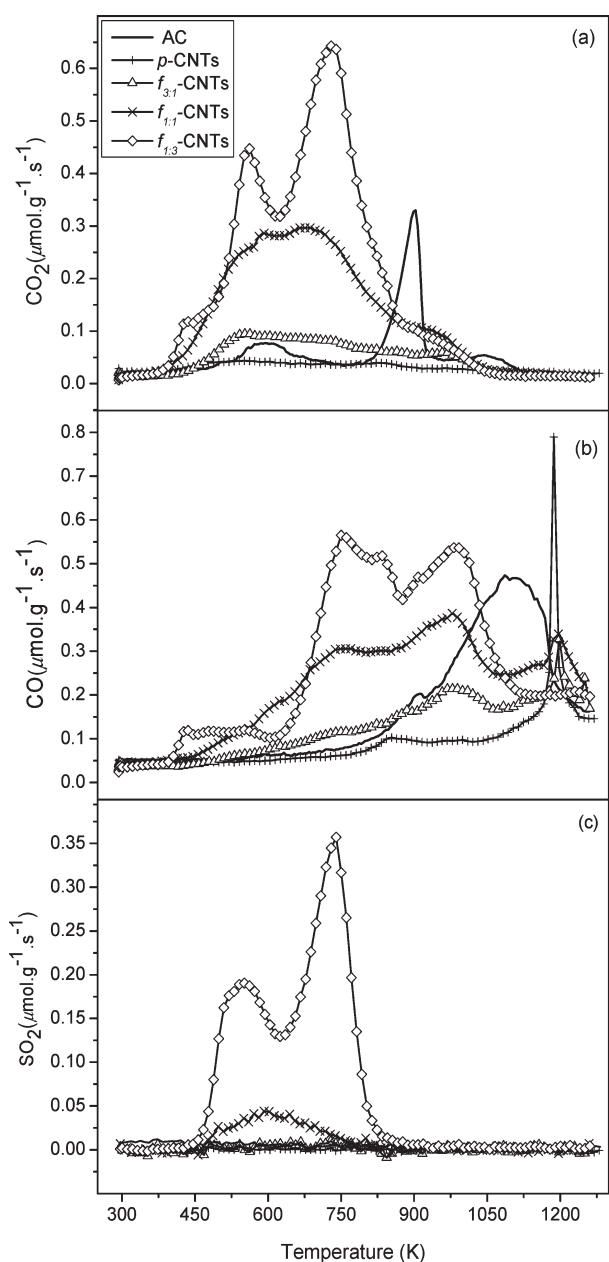 (a)
AC
p-CNTs
f3:1-CNTs
f1:1-CNTs
f1:3-CNTs
CO2(μmol.g-1.s-1)
0.6
0.5
0.4
0.3
0.2
0.1
0.0
(b)
CO(μmol.g-1.s-1)
0.8
0.7
0.6
0.5
0.4
0.3
0.2
0.1
0.0
(c)
SO2(μmol.g-1.s-1)
0.35
0.30
0.25
0.20
0.15
0.10
0.05
0.00
300 450 600 750 900 1050 1200
Temperature (K)